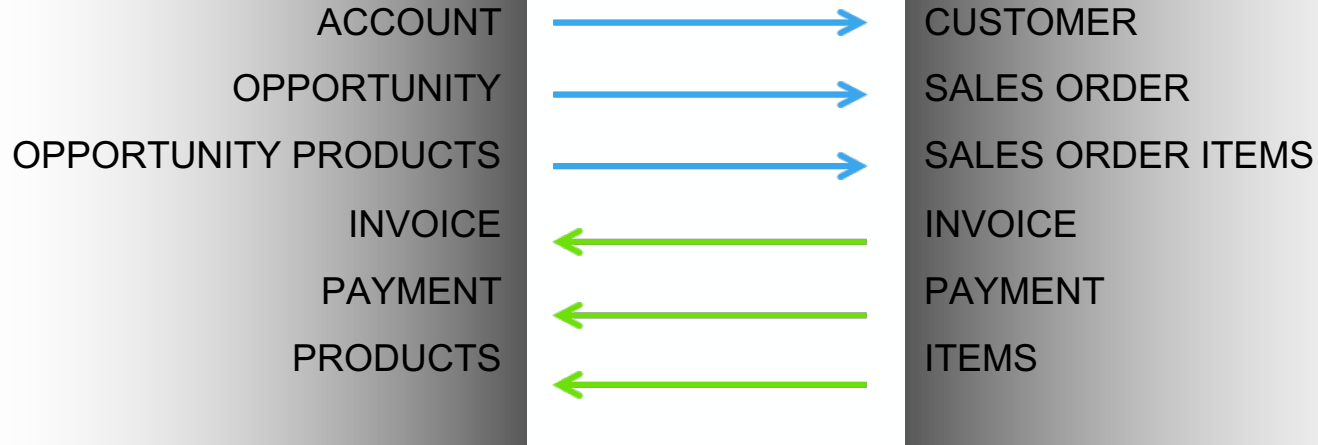 ACCOUNT CUSTOMER
OPPORTUNITY SALES ORDER
OPPORTUNITY PRODUCTS SALES ORDER ITEMS
INVOICE INVOICE
PAYMENT PAYMENT
PRODUCTS ITEMS